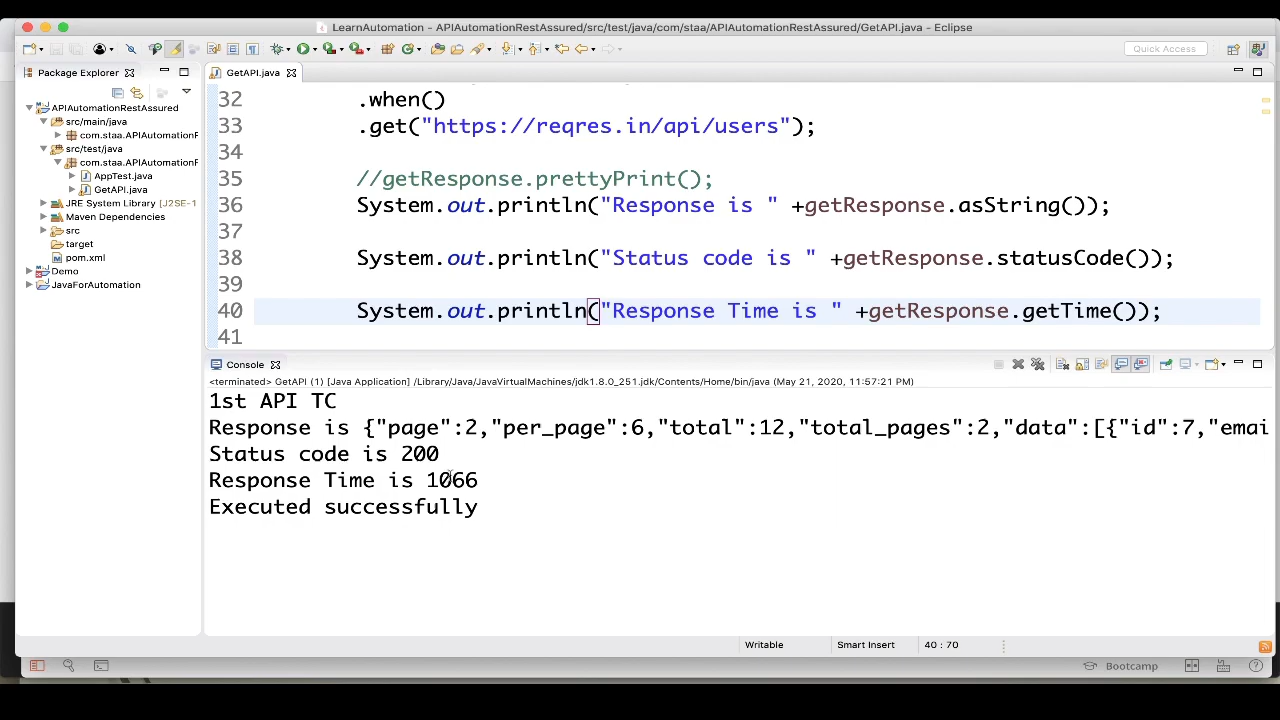 LearnAutomation - APIAutomationRestAssured/src/test/java/com/staa/APIAutomationRestAssured/GetAPI.java - Eclipse
Quick Access
Package Explorer
GetAPI.java
APIAutomationRestAssured
src/main/java
com.staa.APIAutomationF
src/test/java
com.staa.APIAutomationF
AppTest.java
GetAPI.java
JRE System Library [J2SE-1
Maven Dependencies
src
target
pom.xml
Demo
JavaForAutomation
32 .when()
33 .get("https://reqres.in/api/users");
34
35 //getResponse.prettyPrint();
36 System.out.println("Response is " +getResponse.asString());
37
38 System.out.println("Status code is " +getResponse.statusCode());
39
40 System.out.println("Response Time is " +getResponse.getTime());
41
Console
<terminated> GetAPI (1) [Java Application] /Library/Java/JavaVirtualMachines/jdk1.8.0_251.jdk/Contents/Home/bin/java (May 21, 2020, 11:57:21 PM)
1st API TC
Response is {"page":2,"per_page":6,"total":12,"total_pages":2,"data":[{"id":7,"emai
Status code is 200
Response Time is 1066
Executed successfully
Writable
Smart Insert
40 : 70
Bootcamp